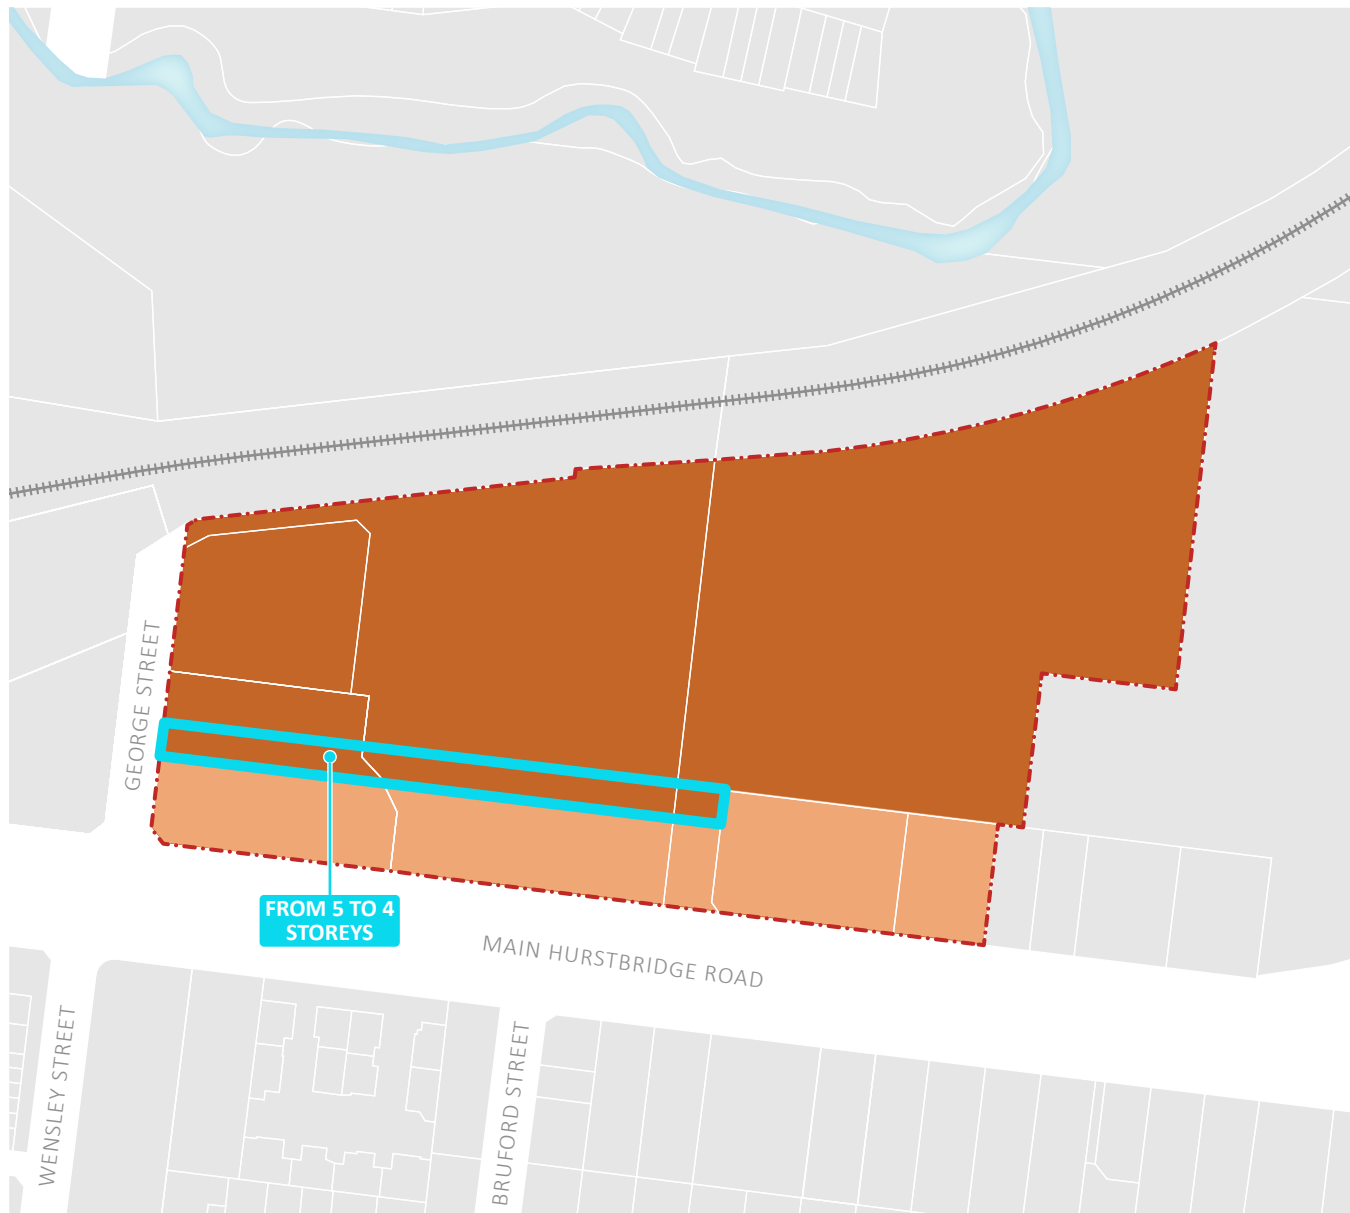 GEORGE STREET
FROM 5 TO 4
STOREYS
MAIN HURSTBRIDGE ROAD
WENSLEY STREET
BRUFORD STREET